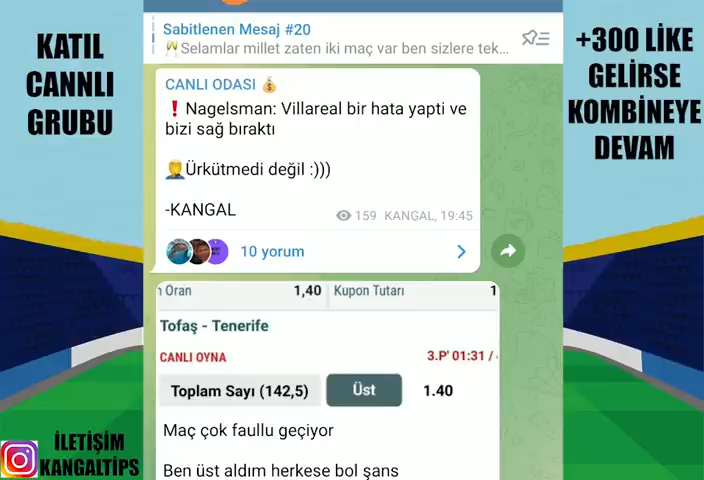 KATIL
CANNLI
GRUBU
Sabitlenen Mesaj #20
🥂Selamlar millet zaten iki maç var ben sizlere tek...
+300 LİKE
GELİRSE
KOMBİNEYE
DEVAM
CANLI ODASI 💰
❗ Nagelsman: Villareal bir hata yapti ve
bizi sağ bıraktı
🤦‍♂️Ürkütmedi değil :)))
-KANGAL
159 KANGAL, 19:45
10 yorum
Oran 1,40 Kupon Tutarı
Tofaş - Tenerife
CANLI OYNA 3.P' 01:31 /
Toplam Sayı (142,5) Üst 1.40
Maç çok faullu geçiyor
Ben üst aldım herkese bol şans
İLETİŞİM
KANGALTİPS